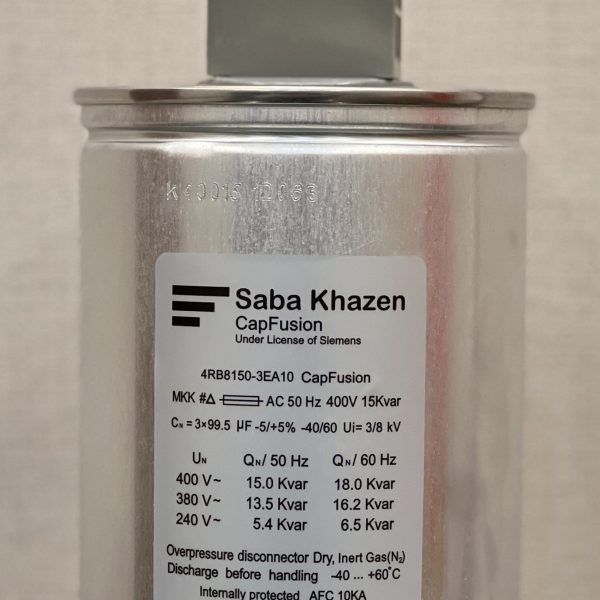 K40015 12063
Saba Khazen
CapFusion
Under License of Siemens
4RB8150-3EA10 CapFusion
MKK #Δ AC 50 Hz 400V 15Kvar
CN = 3×99.5 µF -5/+5% -40/60 Ui= 3/8 kV
UN QN/ 50 Hz QN/ 60 Hz
400 V~ 15.0 Kvar 18.0 Kvar
380 V~ 13.5 Kvar 16.2 Kvar
240 V~ 5.4 Kvar 6.5 Kvar
Overpressure disconnector Dry, Inert Gas(N2)
Discharge before handling -40 ... +60°C
Internally protected AFC 10KA